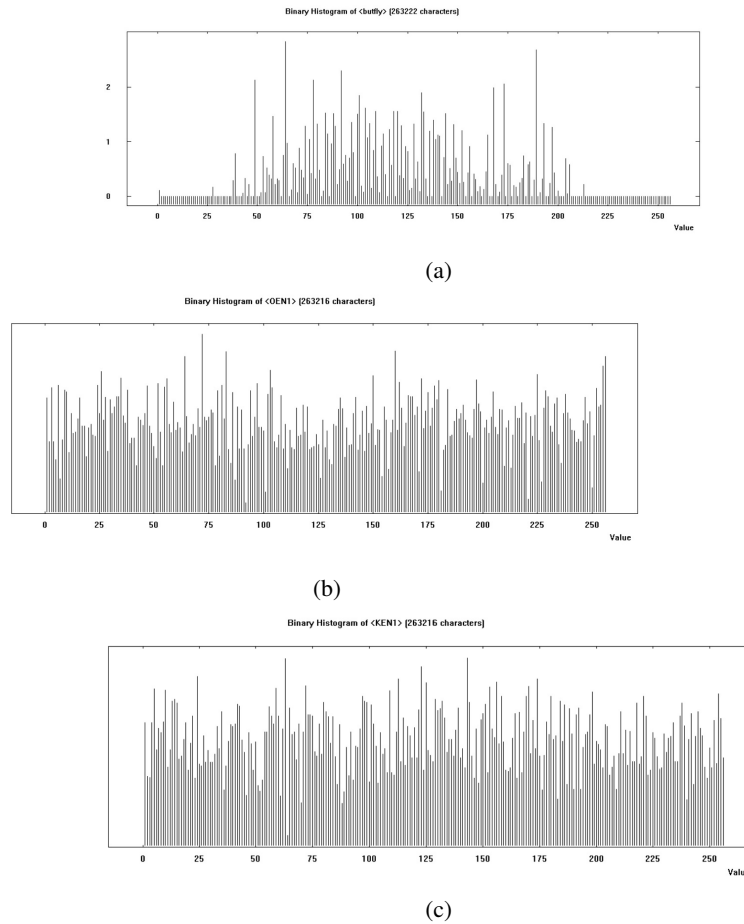 Binary Histogram of <butfly> [263222 characters]
2
1
0
0 25 50 75 100 125 150 175 200 225 250
Value
(a)
Binary Histogram of <OEN1> [263216 characters]
0 25 50 75 100 125 150 175 200 225 250
Value
(b)
Binary Histogram of <KEN1> [263216 characters]
0 25 50 75 100 125 150 175 200 225 250
Valu
(c)